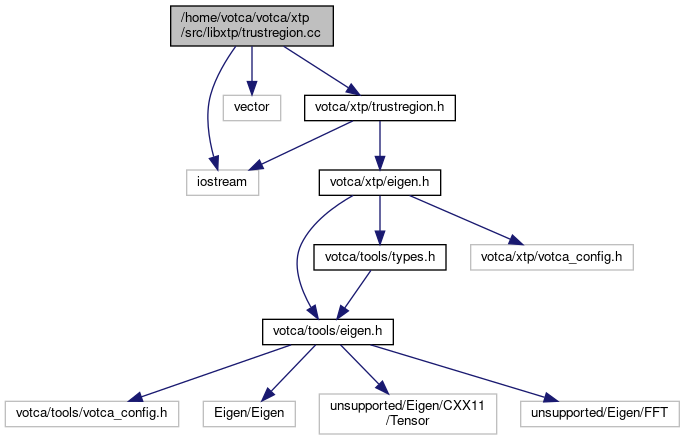 /home/votca/votca/xtp
/src/libxtp/trustregion.cc
vector
votca/xtp/trustregion.h
iostream
votca/xtp/eigen.h
votca/tools/types.h
votca/xtp/votca_config.h
votca/tools/eigen.h
votca/tools/votca_config.h
Eigen/Eigen
unsupported/Eigen/CXX11
/Tensor
unsupported/Eigen/FFT